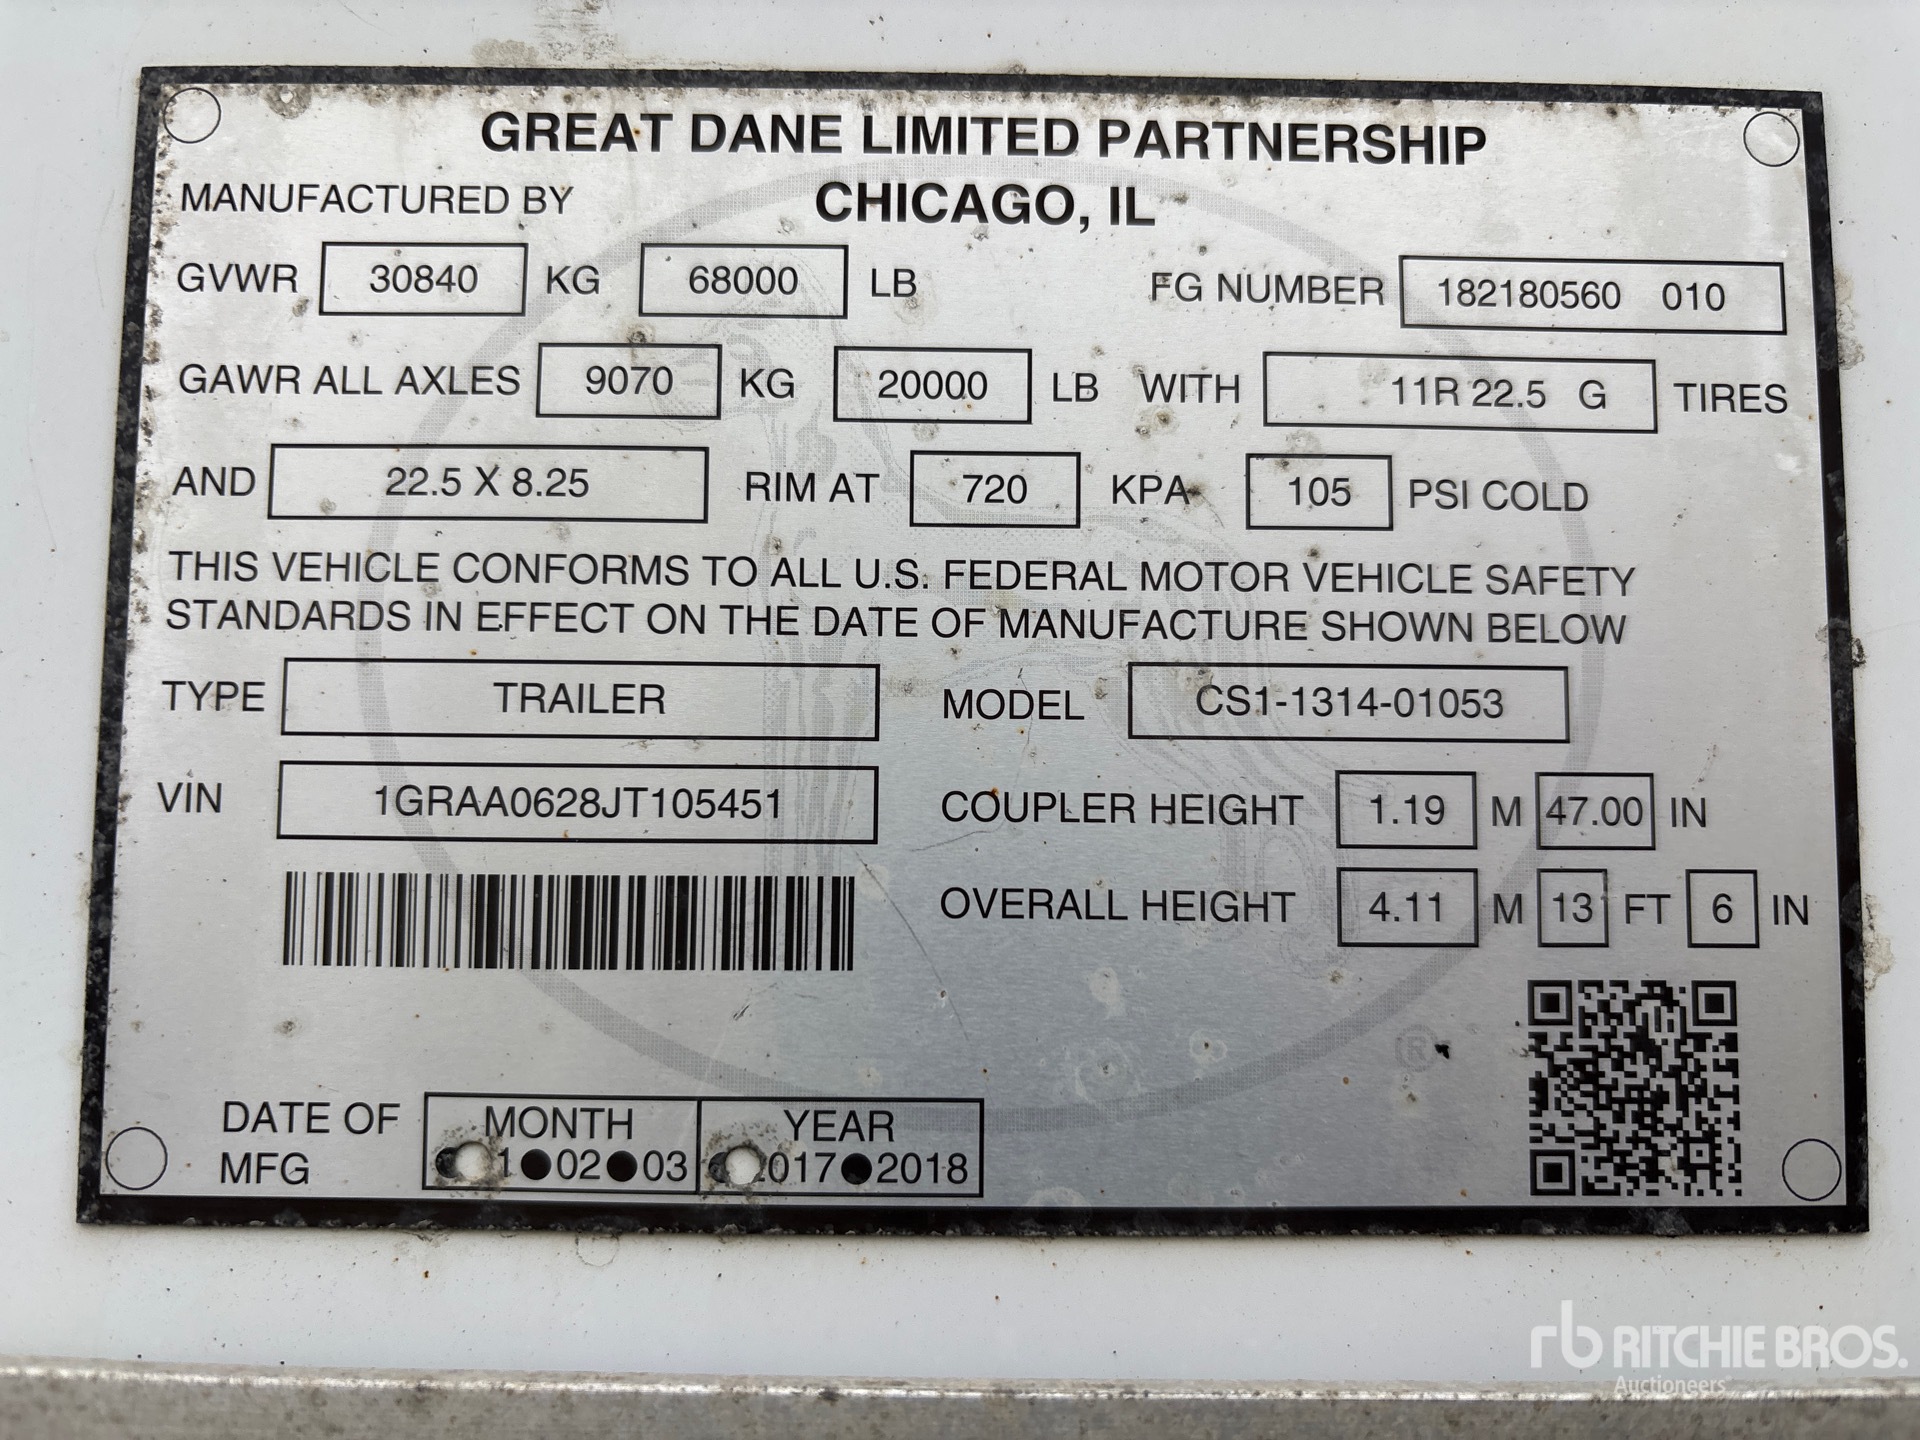 GREAT DANE LIMITED PARTNERSHIP
MANUFACTURED BY CHICAGO, IL
GVWR 30840 KG 68000 LB FG NUMBER 182180560 010
GAWR ALL AXLES 9070 KG 20000 LB WITH 11R 22.5 G TIRES
AND 22.5 X 8.25 RIM AT 720 KPA 105 PSI COLD
THIS VEHICLE CONFORMS TO ALL U.S. FEDERAL MOTOR VEHICLE SAFETY
STANDARDS IN EFFECT ON THE DATE OF MANUFACTURE SHOWN BELOW
TYPE TRAILER MODEL CS1-1314-01053
VIN 1GRAA0628JT105451 COUPLER HEIGHT 1.19 M 47.00 IN
OVERALL HEIGHT 4.11 M 13 FT 6 IN
®
DATE OF MONTH YEAR
MFG 1●02●03 2017●2018
rb RITCHIE BROS.
Auctioneers